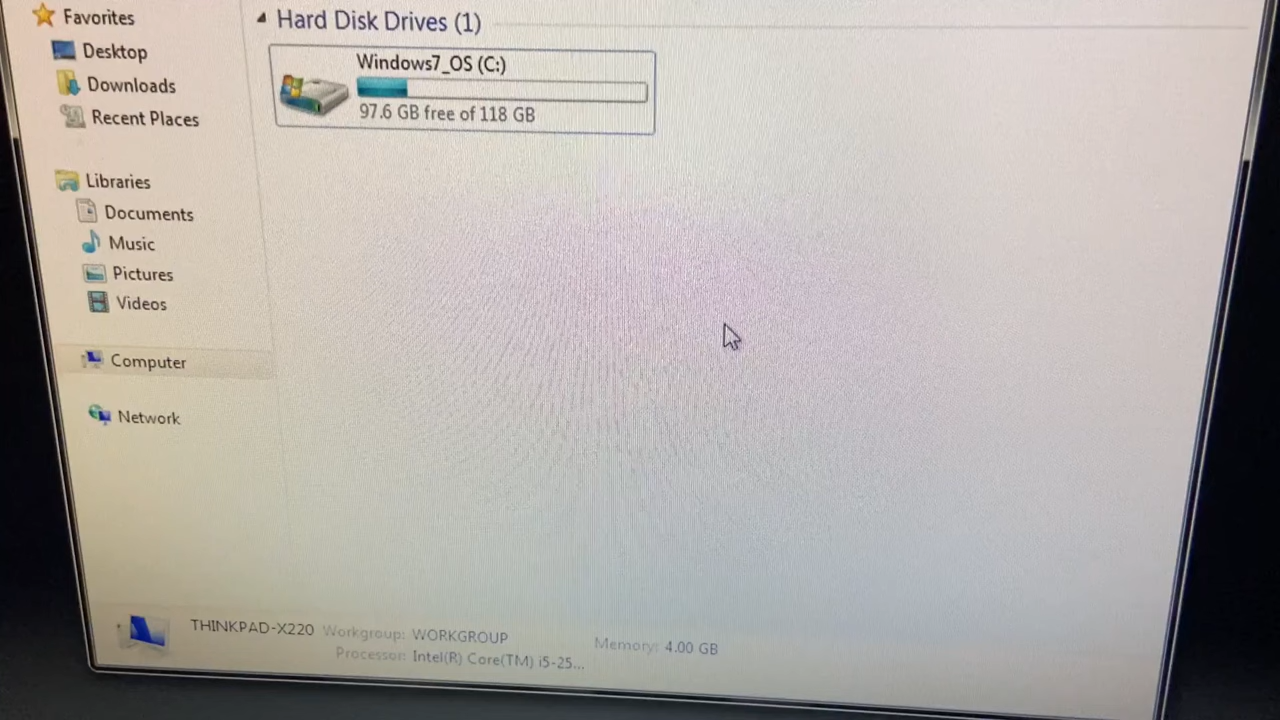 Favorites
Desktop
Downloads
Recent Places
Libraries
Documents
Music
Pictures
Videos
Computer
Network
Hard Disk Drives (1)
Windows7_OS (C:)
97.6 GB free of 118 GB
THINKPAD-X220 Workgroup: WORKGROUP Memory: 4.00 GB
Processor: Intel(R) Core(TM) i5-25...